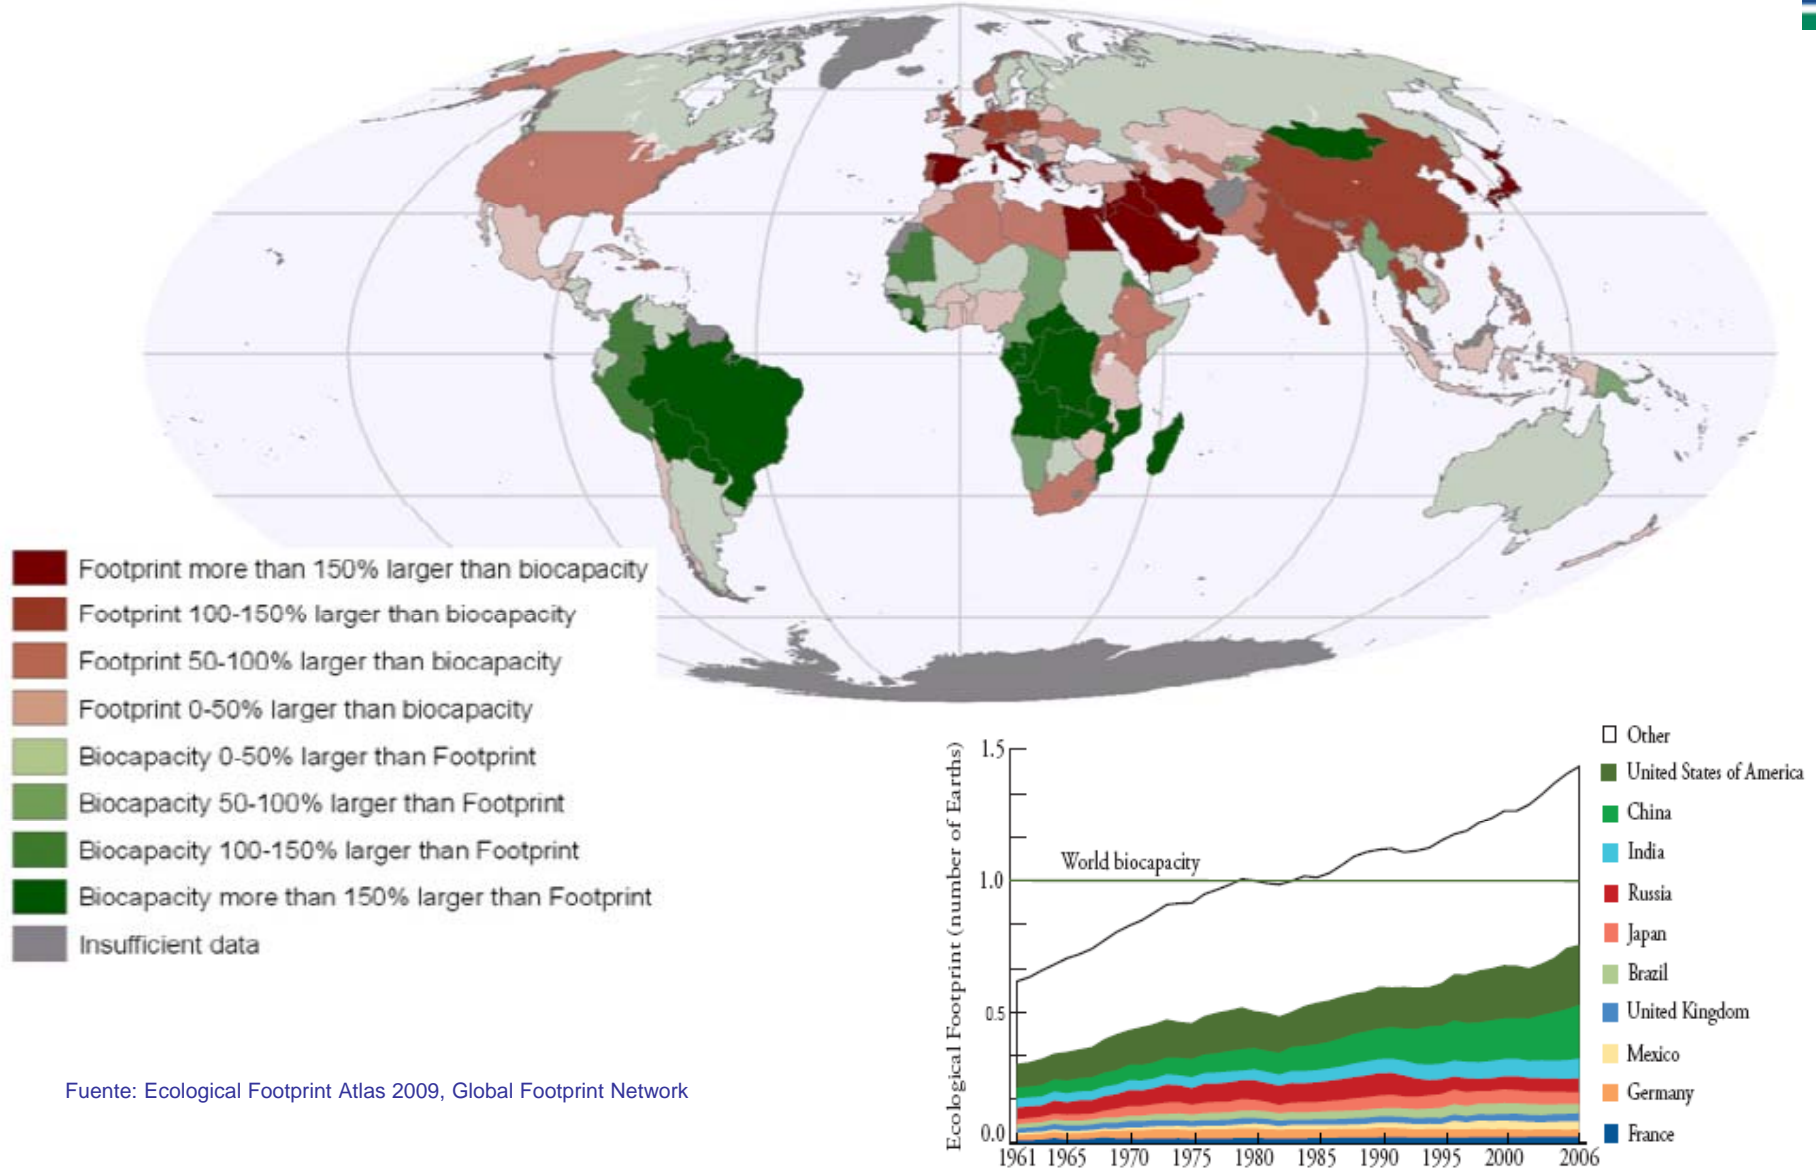 Footprint more than 150% larger than biocapacity
Footprint 100-150% larger than biocapacity
Footprint 50-100% larger than biocapacity
Footprint 0-50% larger than biocapacity
Biocapacity 0-50% larger than Footprint
Biocapacity 50-100% larger than Footprint
Biocapacity 100-150% larger than Footprint
Biocapacity more than 150% larger than Footprint
Insufficient data
Fuente: Ecological Footprint Atlas 2009, Global Footprint Network
Ecological Footprint (number of Earths)
1.5
1.0
0.5
0.0
World biocapacity
1961 1965 1970 1975 1980 1985 1990 1995 2000 2006
Other
United States of America
China
India
Russia
Japan
Brazil
United Kingdom
Mexico
Germany
France